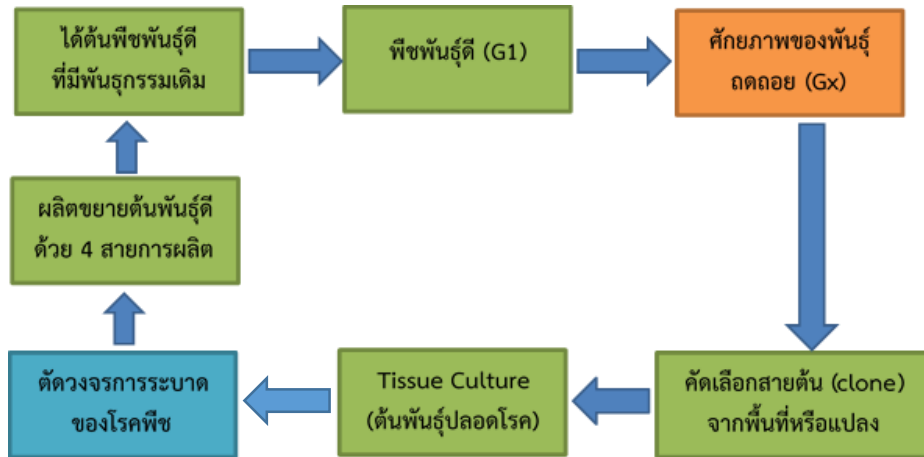 ได้ต้นพืชพันธุ์ดี
ที่มีพันธุกรรมเดิม
พืชพันธุ์ดี (G1)
ศักยภาพของพันธุ์
ถดถอย (Gx)
ผลิตขยายต้นพันธุ์ดี
ด้วย 4 สายการผลิต
ตัดวงจรการระบาด
ของโรคพืช
Tissue Culture
(ต้นพันธุ์ปลอดโรค)
คัดเลือกสายต้น (clone)
จากพื้นที่หรือแปลง